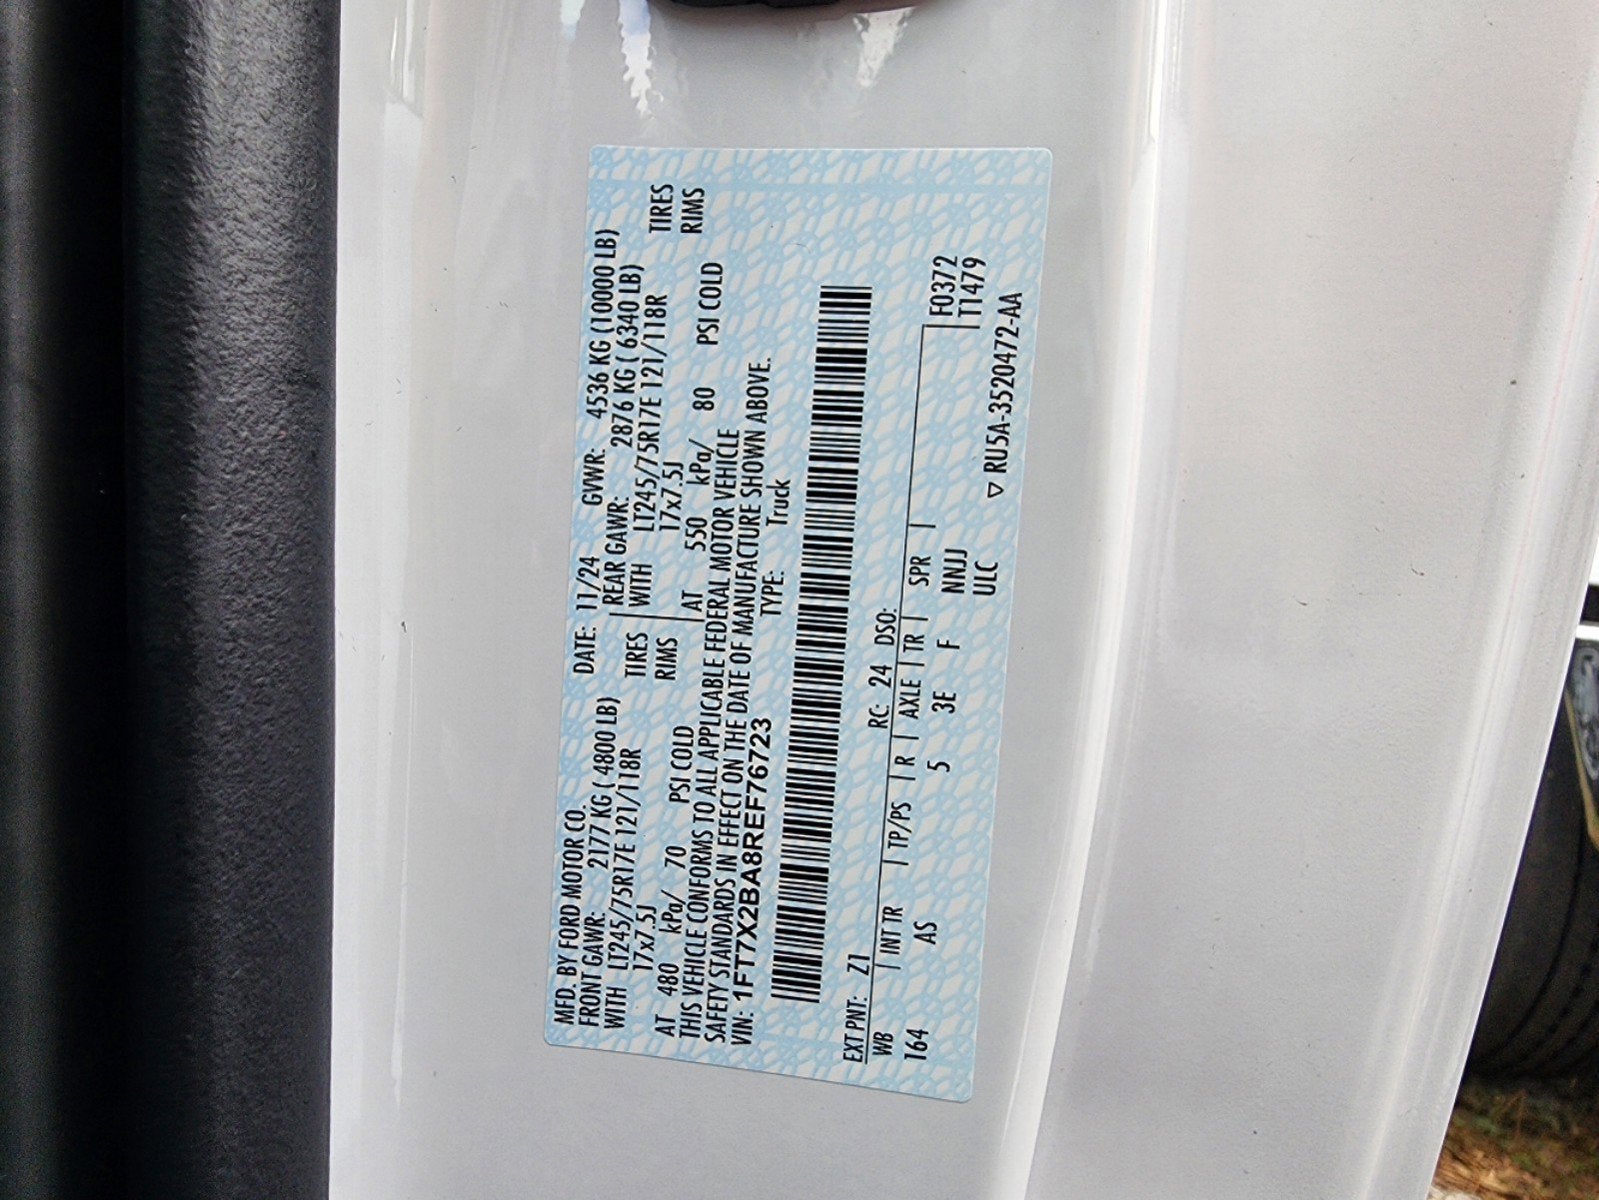 MFD. BY FORD MOTOR CO. DATE: 11/24 GVWR: 4536 KG (10000 LB)
FRONT GAWR: 2177 KG ( 4800 LB) REAR GAWR: 2876 KG ( 6340 LB)
WITH LT245/75R17E 121/118R TIRES WITH LT245/75R17E 121/118R TIRES
17x7.5J RIMS 17x7.5J RIMS
AT 480 kPa/ 70 PSI COLD AT 550 kPa/ 80 PSI COLD
THIS VEHICLE CONFORMS TO ALL APPLICABLE FEDERAL MOTOR VEHICLE
SAFETY STANDARDS IN EFFECT ON THE DATE OF MANUFACTURE SHOWN ABOVE.
VIN: 1FT7X2BA8REF76723 TYPE: Truck
EXT PNT: Z1 RC: 24 DSO:
WB INT TR TP/PS R AXLE TR SPR F0372
164 AS 5 5 3E F NNJJ T1479
ULC
▽ RU5A-3520472-AA